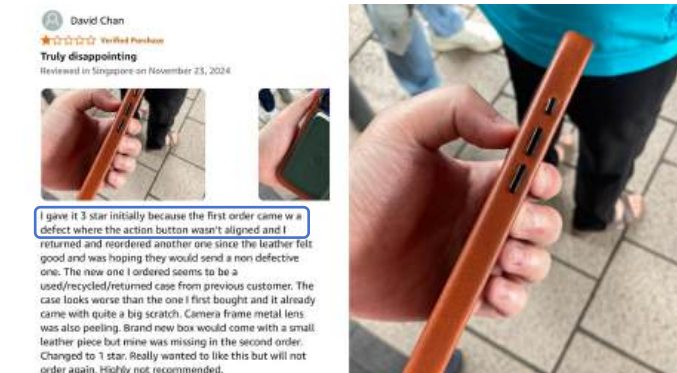 David Chan
Verified Purchase
Truly disappointing
Reviewed in Singapore on November 23, 2024
I gave it 3 star initially because the first order came w a
defect where the action button wasn't aligned and I
returned and reordered another one since the leather felt
good and was hoping they would send a non defective
one. The new one I ordered seems to be a
used/recycled/returned case from previous customer. The
case looks worse than the one I first bought and it already
came with quite a big scratch. Camera frame metal lens
was also peeling. Brand new box would come with a small
leather piece but mine was missing in the second order.
Changed to 1 star. Really wanted to like this but will not
order again. Highly not recommended.